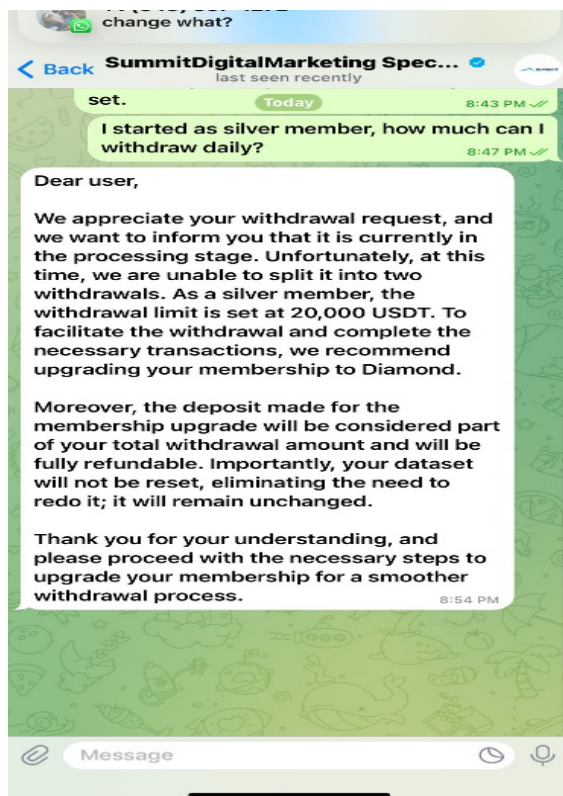 change what?
Back
SummitDigitalMarketing Spec...
last seen recently
set.
8:43 PM
Today
I started as silver member, how much can I
withdraw daily?
8:47 PM
Dear user,
We appreciate your withdrawal request, and
we want to inform you that it is currently in
the processing stage. Unfortunately, at this
time, we are unable to split it into two
withdrawals. As a silver member, the
withdrawal limit is set at 20,000 USDT. To
facilitate the withdrawal and complete the
necessary transactions, we recommend
upgrading your membership to Diamond.
Moreover, the deposit made for the
membership upgrade will be considered part
of your total withdrawal amount and will be
fully refundable. Importantly, your dataset
will not be reset, eliminating the need to
redo it; it will remain unchanged.
Thank you for your understanding, and
please proceed with the necessary steps to
upgrade your membership for a smoother
withdrawal process.
8:54 PM
Message